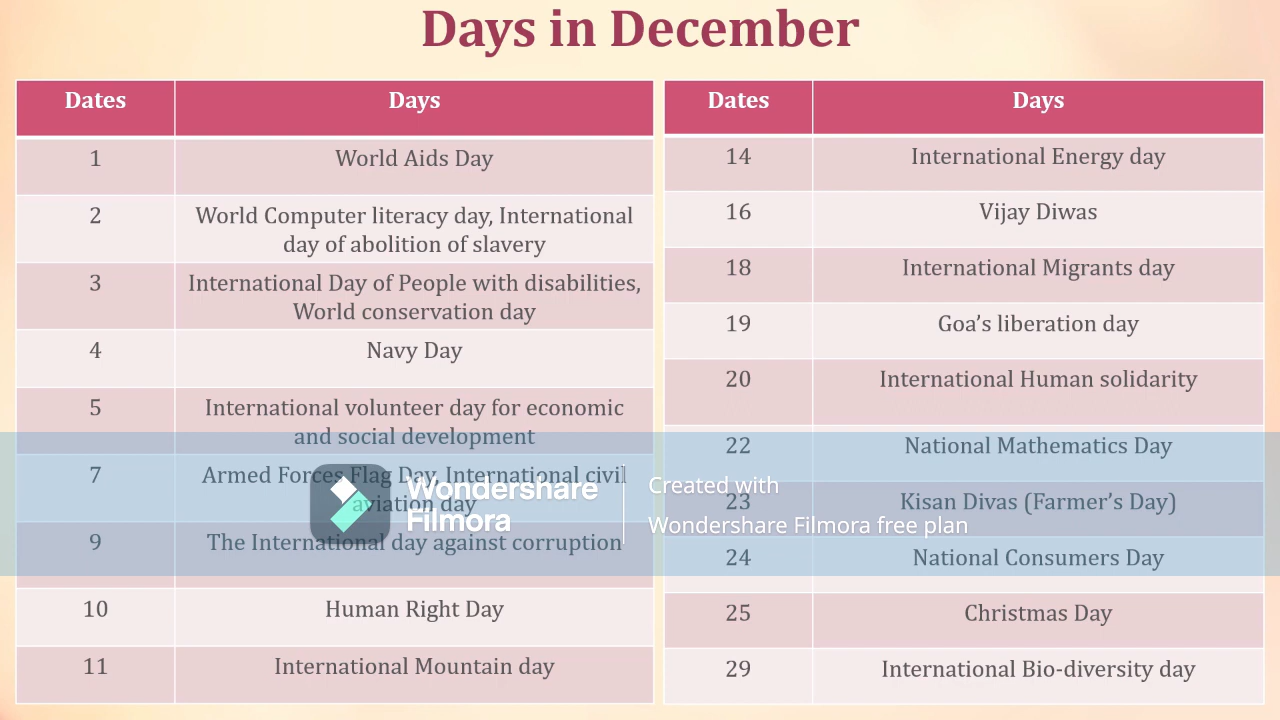 Days in December
Dates Days
1 World Aids Day
2 World Computer literacy day, International
day of abolition of slavery
3 International Day of People with disabilities,
World conservation day
4 Navy Day
5 International volunteer day for economic
and social development
7 Armed Forces Flag Day, International civil
aviation day
9 The International day against corruption
10 Human Right Day
11 International Mountain day
Dates Days
14 International Energy day
16 Vijay Diwas
18 International Migrants day
19 Goa’s liberation day
20 International Human solidarity
22 National Mathematics Day
23 Kisan Divas (Farmer’s Day)
24 National Consumers Day
25 Christmas Day
29 International Bio-diversity day
Wondershare
Filmora
Created with
Wondershare Filmora free plan